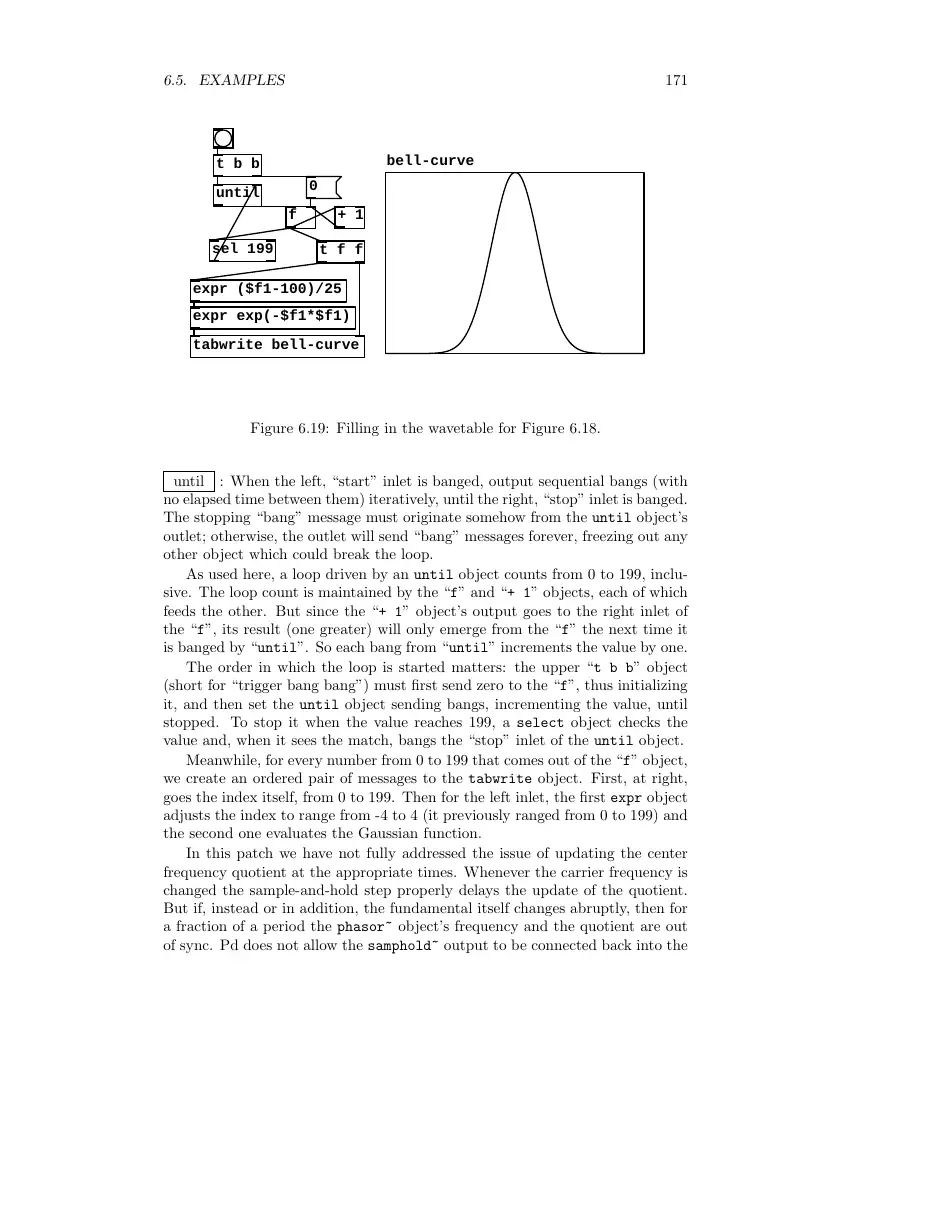 6.5. EXAMPLES 171
t b b
until
0
f
+ 1
sel 199
t f f
expr ($f1-100)/25
expr exp(-$f1*$f1)
tabwrite bell-curve
bell-curve
Figure 6.19: Filling in the wavetable for Figure 6.18.
until : When the left, “start” inlet is banged, output sequential bangs (with
no elapsed time between them) iteratively, until the right, “stop” inlet is banged.
The stopping “bang” message must originate somehow from the until object’s
outlet; otherwise, the outlet will send “bang” messages forever, freezing out any
other object which could break the loop.
As used here, a loop driven by an until object counts from 0 to 199, inclu-
sive. The loop count is maintained by the “f” and “+ 1” objects, each of which
feeds the other. But since the “+ 1” object’s output goes to the right inlet of
the “f”, its result (one greater) will only emerge from the “f” the next time it
is banged by “until”. So each bang from “until” increments the value by one.
The order in which the loop is started matters: the upper “t b b” object
(short for “trigger bang bang”) must first send zero to the “f”, thus initializing
it, and then set the until object sending bangs, incrementing the value, until
stopped. To stop it when the value reaches 199, a select object checks the
value and, when it sees the match, bangs the “stop” inlet of the until object.
Meanwhile, for every number from 0 to 199 that comes out of the “f” object,
we create an ordered pair of messages to the tabwrite object. First, at right,
goes the index itself, from 0 to 199. Then for the left inlet, the first expr object
adjusts the index to range from -4 to 4 (it previously ranged from 0 to 199) and
the second one evaluates the Gaussian function.
In this patch we have not fully addressed the issue of updating the center
frequency quotient at the appropriate times. Whenever the carrier frequency is
changed the sample-and-hold step properly delays the update of the quotient.
But if, instead or in addition, the fundamental itself changes abruptly, then for
a fraction of a period the phasor~ object’s frequency and the quotient are out
of sync. Pd does not allow the samphold~ output to be connected back into the